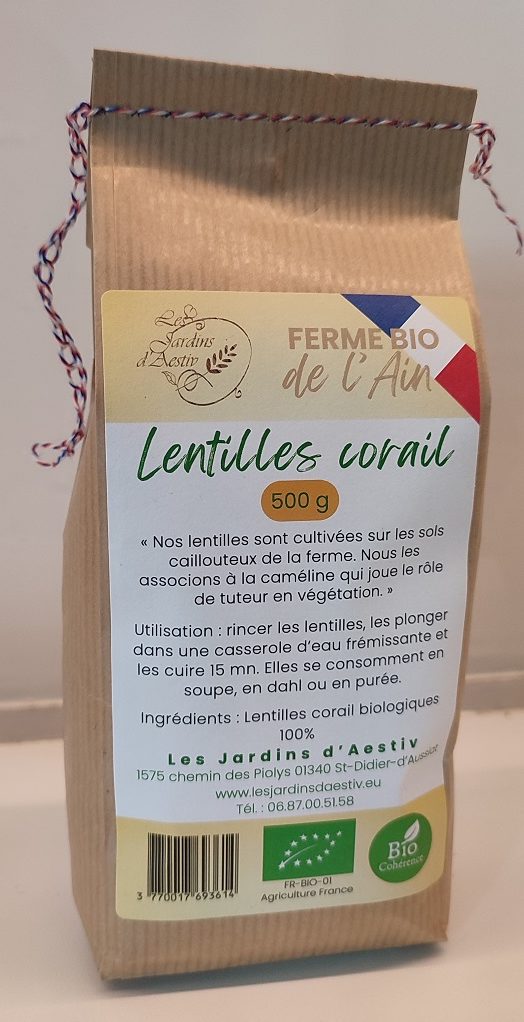 Les
Jardins
d'Aestiv
FERME BIO
de l'Ain
Lentilles corail
500 g
« Nos lentilles sont cultivées sur les sols
caillouteux de la ferme. Nous les
associons à la caméline qui joue le rôle
de tuteur en végétation. »
Utilisation : rincer les lentilles, les plonger
dans une casserole d'eau frémissante et
les cuire 15 mn. Elles se consomment en
soupe, en dahl ou en purée.
Ingrédients : Lentilles corail biologiques
100%
Les Jardins d'Aestiv
1575 chemin des Piolys 01340 St-Didier-d'Aussiat
www.lesjardinsdaestiv.eu
Tél. : 06.87.00.51.58
3 770017 693614
FR-BIO-01
Agriculture France
Bio
Cohérence